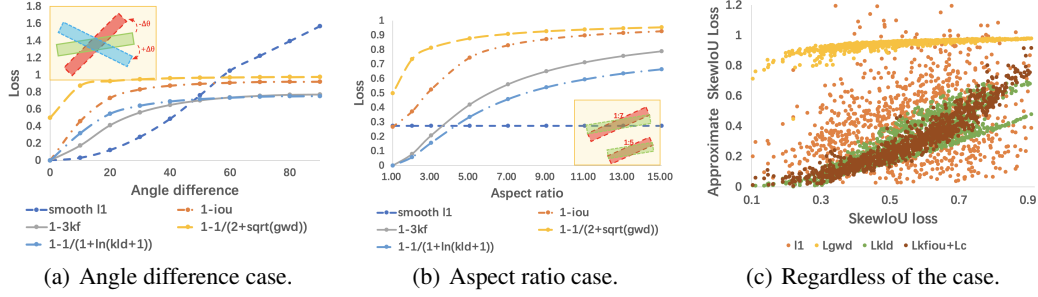 1.8
1.6
1.4
1.2
1
0.8
0.6
0.4
0.2
0
Loss
-Δθ
+Δθ
0
20
40
60
80
Angle difference
smooth l1
1-iou
1-3kf
1-1/(2+sqrt(gwd))
1-1/(1+ln(kld+1))
(a) Angle difference case.
1
0.9
0.8
0.7
0.6
0.5
0.4
0.3
0.2
0.1
0
Loss
1:7
1:5
1.00
3.00
5.00
7.00
9.00
11.00
13.00
15.00
Aspect ratio
smooth l1
1-iou
1-3kf
1-1/(2+sqrt(gwd))
1-1/(1+ln(kld+1))
(b) Aspect ratio case.
1.2
1
0.8
0.6
0.4
0.2
0
Approximate SkewIoU Loss
0.1
0.3
0.5
0.7
0.9
SkewIoU loss
l1
Lgwd
Lkld
Lkfiou+Lc
(c) Regardless of the case.